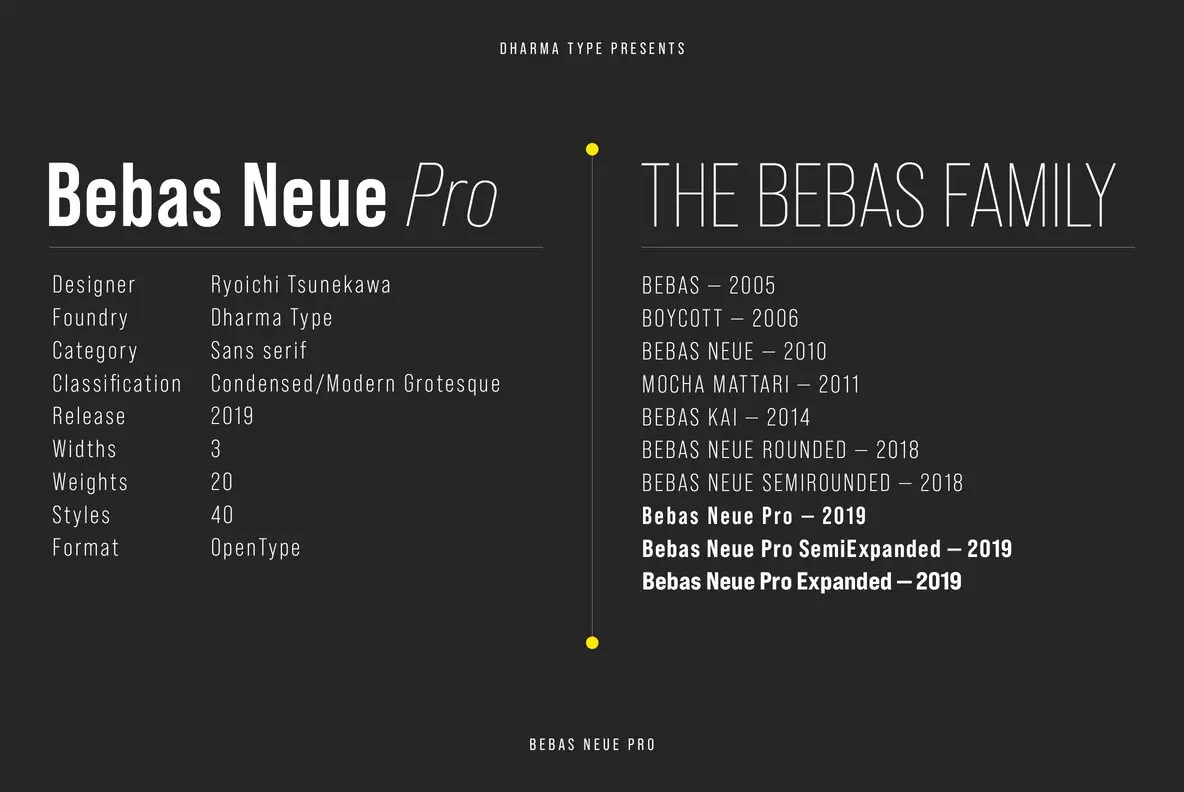 DHARMA TYPE PRESENTS
Bebas Neue Pro
Designer Ryoichi Tsunekawa
Foundry Dharma Type
Category Sans serif
Classification Condensed/Modern Grotesque
Release 2019
Widths 3
Weights 20
Styles 40
Format OpenType
THE BEBAS FAMILY
BEBAS – 2005
BOYCOTT – 2006
BEBAS NEUE – 2010
MOCHA MATTARI – 2011
BEBAS KAI – 2014
BEBAS NEUE ROUNDED – 2018
BEBAS NEUE SEMIROUNDED – 2018
Bebas Neue Pro – 2019
Bebas Neue Pro SemiExpanded – 2019
Bebas Neue Pro Expanded – 2019
BEBAS NEUE PRO